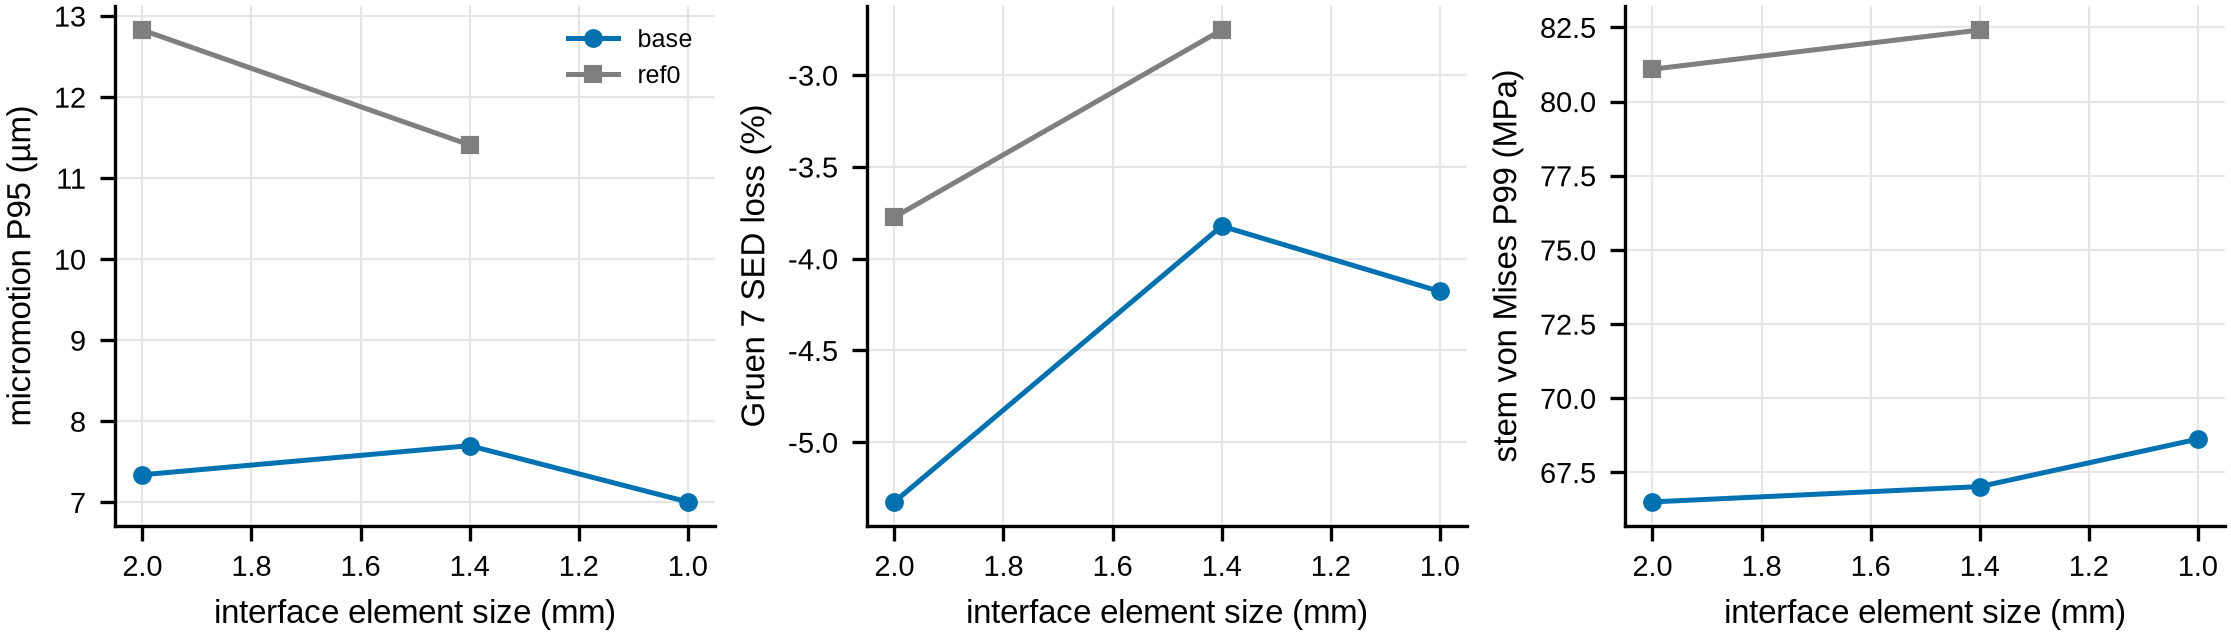 micromotion P95 (µm)
13
12
11
10
9
8
7
base
ref0
2.0 1.8 1.6 1.4 1.2 1.0
interface element size (mm)
Gruen 7 SED loss (%)
-3.0
-3.5
-4.0
-4.5
-5.0
2.0 1.8 1.6 1.4 1.2 1.0
interface element size (mm)
stem von Mises P99 (MPa)
82.5
80.0
77.5
75.0
72.5
70.0
67.5
2.0 1.8 1.6 1.4 1.2 1.0
interface element size (mm)